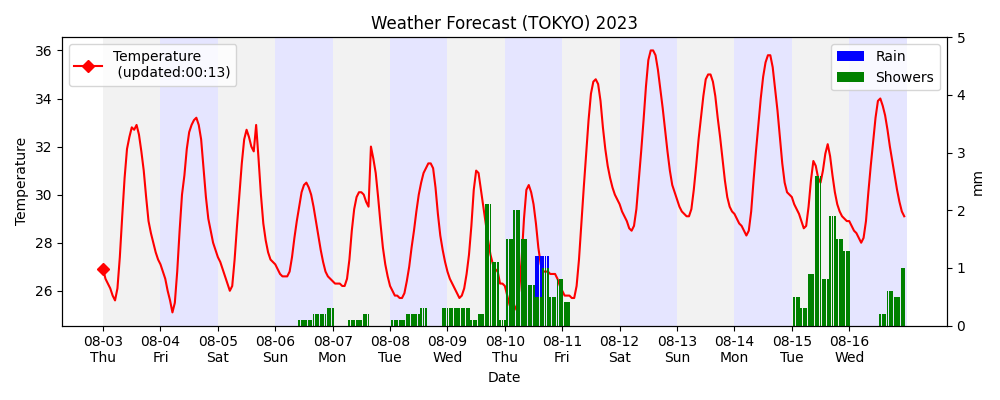 Weather Forecast (TOKYO) 2023
Temperature
(updated:00:13)
Rain
Showers
36
34
32
30
28
26
Temperature
5
4
3
2
1
0
mm
08-03 08-04 08-05 08-06 08-07 08-08 08-09 08-10 08-11 08-12 08-13 08-14 08-15 08-16
Thu Fri Sat Sun Mon Tue Wed Thu Fri Sat Sun Mon Tue Wed
Date